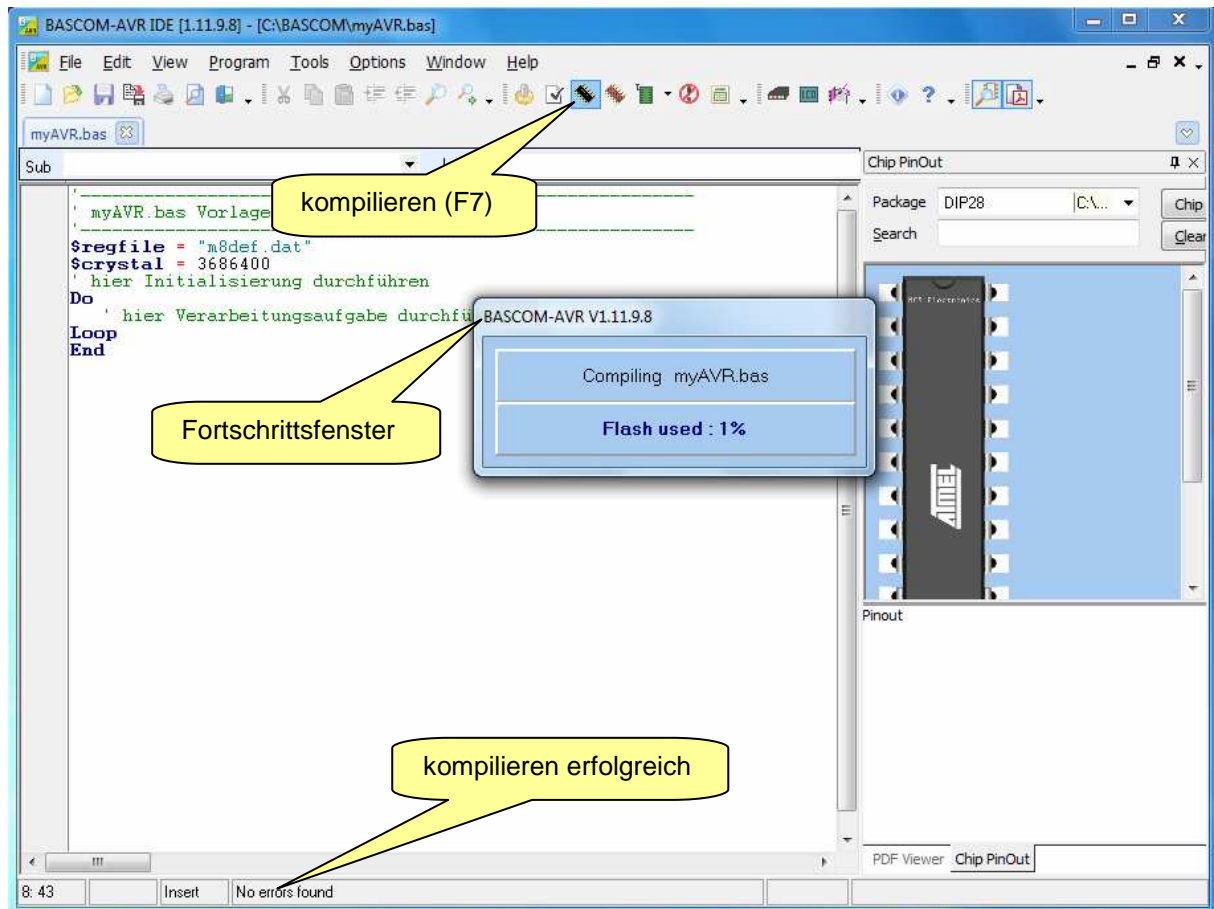 BASCOM-AVR IDE [1.11.9.8] - [C:\BASCOM\myAVR.bas]
File Edit View Program Tools Options Window Help
myAVR.bas
Sub
kompilieren (F7)
'
' myAVR.bas Vorlage
'
$regfile = "m8def.dat"
$crystal = 3686400
' hier Initialisierung durchführen
Do
' hier Verarbeitungsaufgabe durchfü
Loop
End
Fortschrittsfenster
BASCOM-AVR V1.11.9.8
Compiling myAVR.bas
Flash used : 1%
kompilieren erfolgreich
Chip PinOut
Package DIP28 C:\... Chip
Search Clear
MCS Electronics
ATMEL
Pinout
PDF Viewer Chip PinOut
8: 43 Insert No errors found